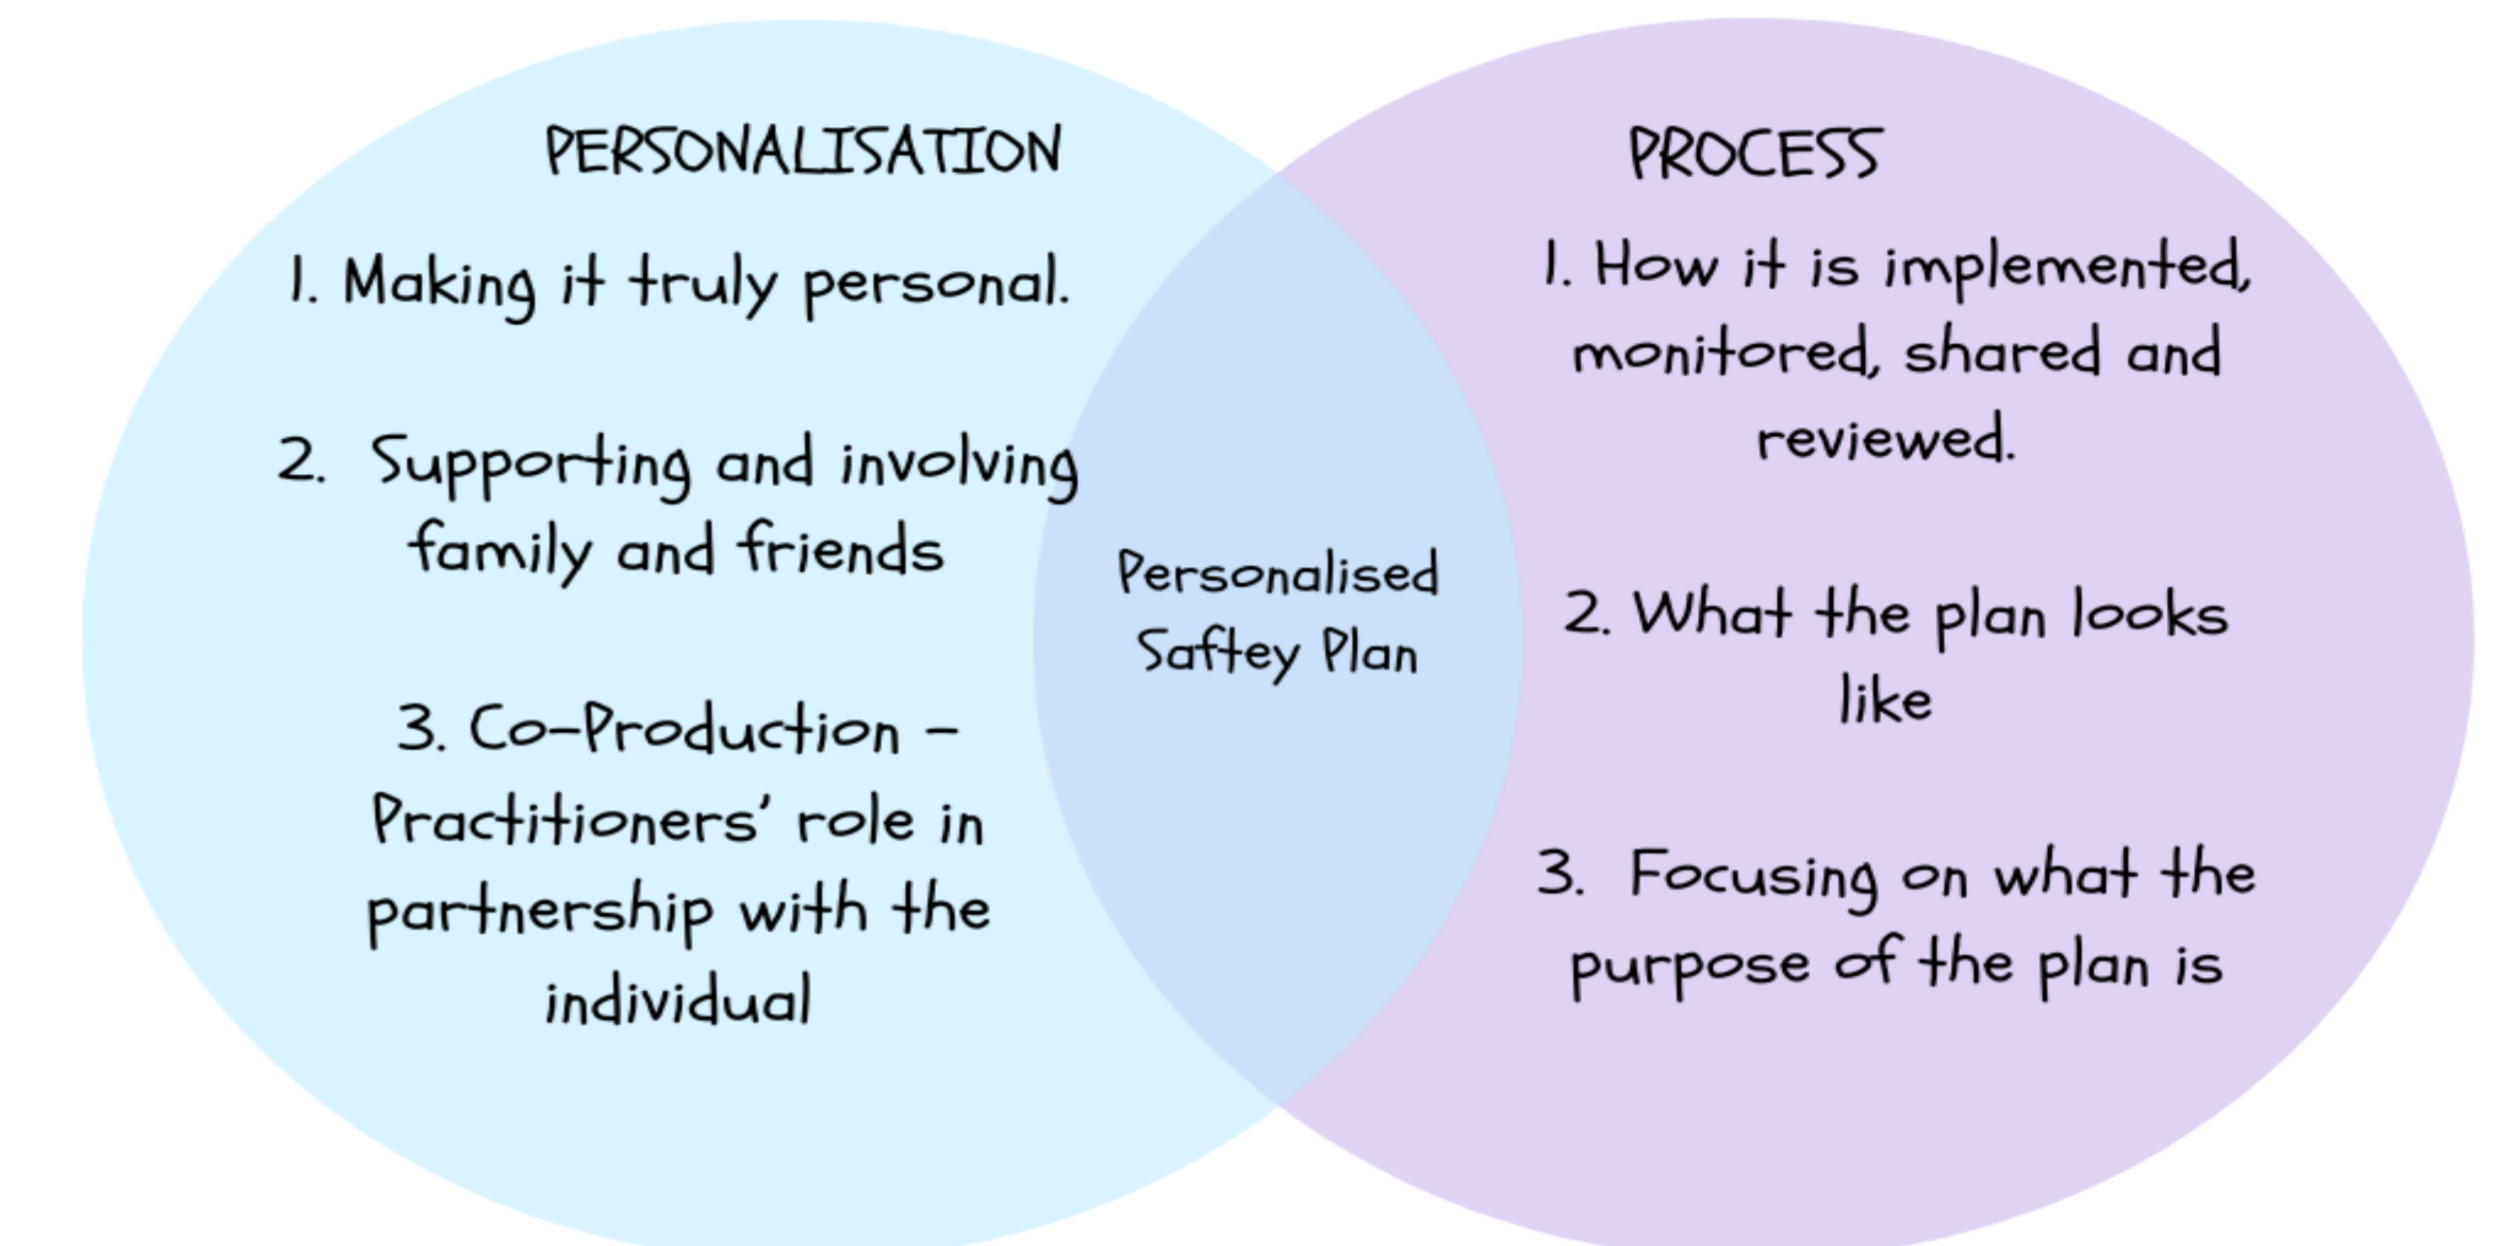 PERSONALISATION
1. Making it truly personal.
2. Supporting and involving
family and friends
3. Co-Production -
Practitioners' role in
partnership with the
individual
Personalised
Saftey Plan
PROCESS
1. How it is implemented,
monitored, shared and
reviewed.
2. What the plan looks
like
3. Focusing on what the
purpose of the plan is